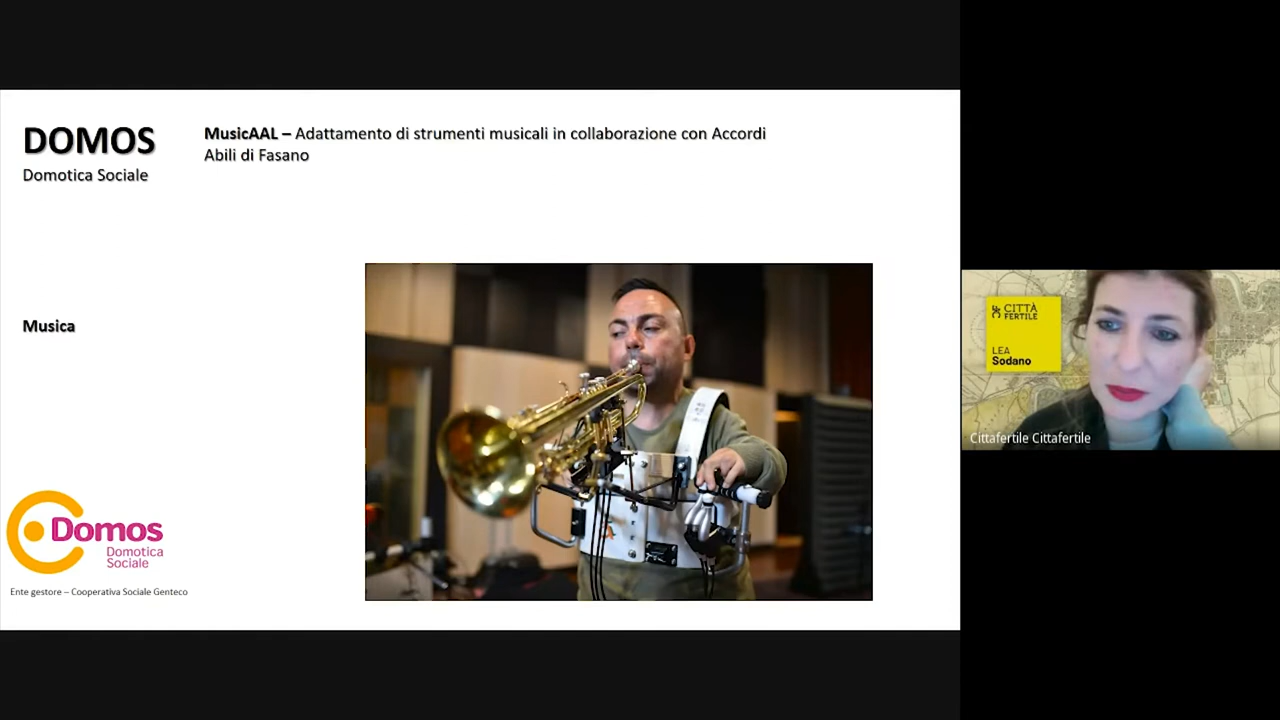 DOMOS
Domotica Sociale
MusicAAL – Adattamento di strumenti musicali in collaborazione con Accordi
Abili di Fasano
Musica
Domos
Domotica
Sociale
Ente gestore – Cooperativa Sociale Genteco
CITTÀ
FERTILE
LEA
Sodano
Cittafertile Cittafertile